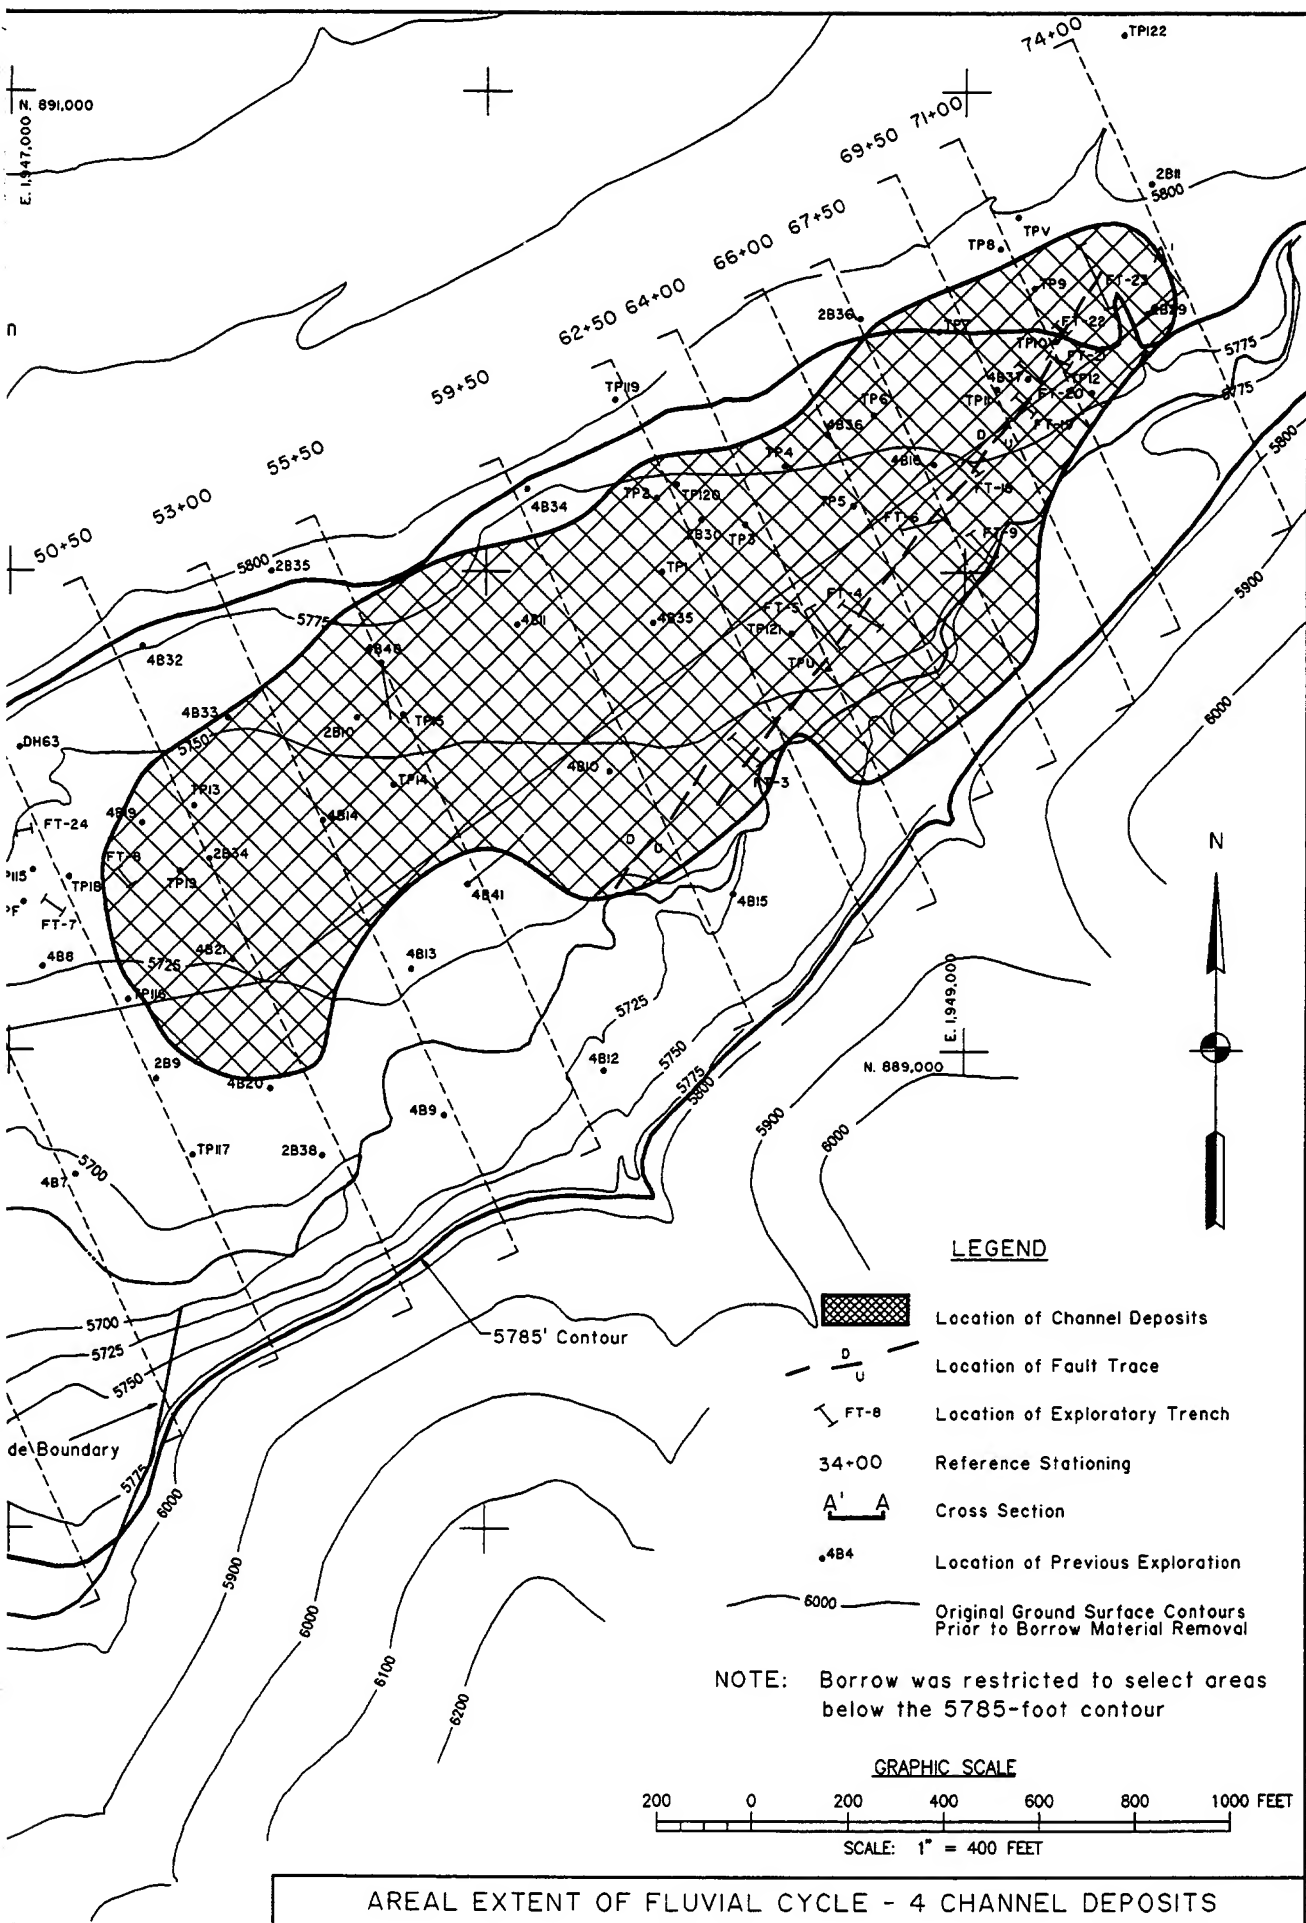 74+00
TP122
N. 891,000
E. 1,947,000
69+50 71+00
2B11
5800
67+50
TPV
TP8
66+00
A'
FT-23
TP9
2B36
2B29
FT-22
TP7
TP10
64+00
62+50
FT-21
5775
5775
4B37
TP12
TP11
FT-20
TP119
59+50
TP6
4B36
FT-19
D
U
5800
TP4
4B16
55+50
FT-15
TP2
TP120
4B34
TP5
53+00
FT-6
2B30
TP3
FT-9
50+50
5800
2B35
TP1
5900
FT-4
FT-5
5775
4B11
4B35
TP121
4B32
4B40
TPU
6000
4B33
TP15
2B10
DH63
5750
4B10
TP14
FT-3
TP13
4B19
FT-24
4B14
D
U
2B34
FT-8
N
TP115
TP18
TP19
4B41
4B15
PF
FT-7
4B8
4B21
5725
4B13
TP116
5725
E. 1,949,000
5750
4B12
N. 889,000
2B9
4B20
5775
5800
4B9
5900
6000
5700
TP117
2B38
4B7
LEGEND
Location of Channel Deposits
5700
5785' Contour
D
U
Location of Fault Trace
5725
5750
FT-8
Location of Exploratory Trench
de Boundary
34+00
Reference Stationing
5775
6000
A' A
Cross Section
4B4
Location of Previous Exploration
5900
6000
6000
Original Ground Surface Contours
Prior to Borrow Material Removal
6100
6200
NOTE: Borrow was restricted to select areas
below the 5785-foot contour
GRAPHIC SCALE
200 0 200 400 600 800 1000 FEET
SCALE: 1" = 400 FEET
AREAL EXTENT OF FLUVIAL CYCLE - 4 CHANNEL DEPOSITS